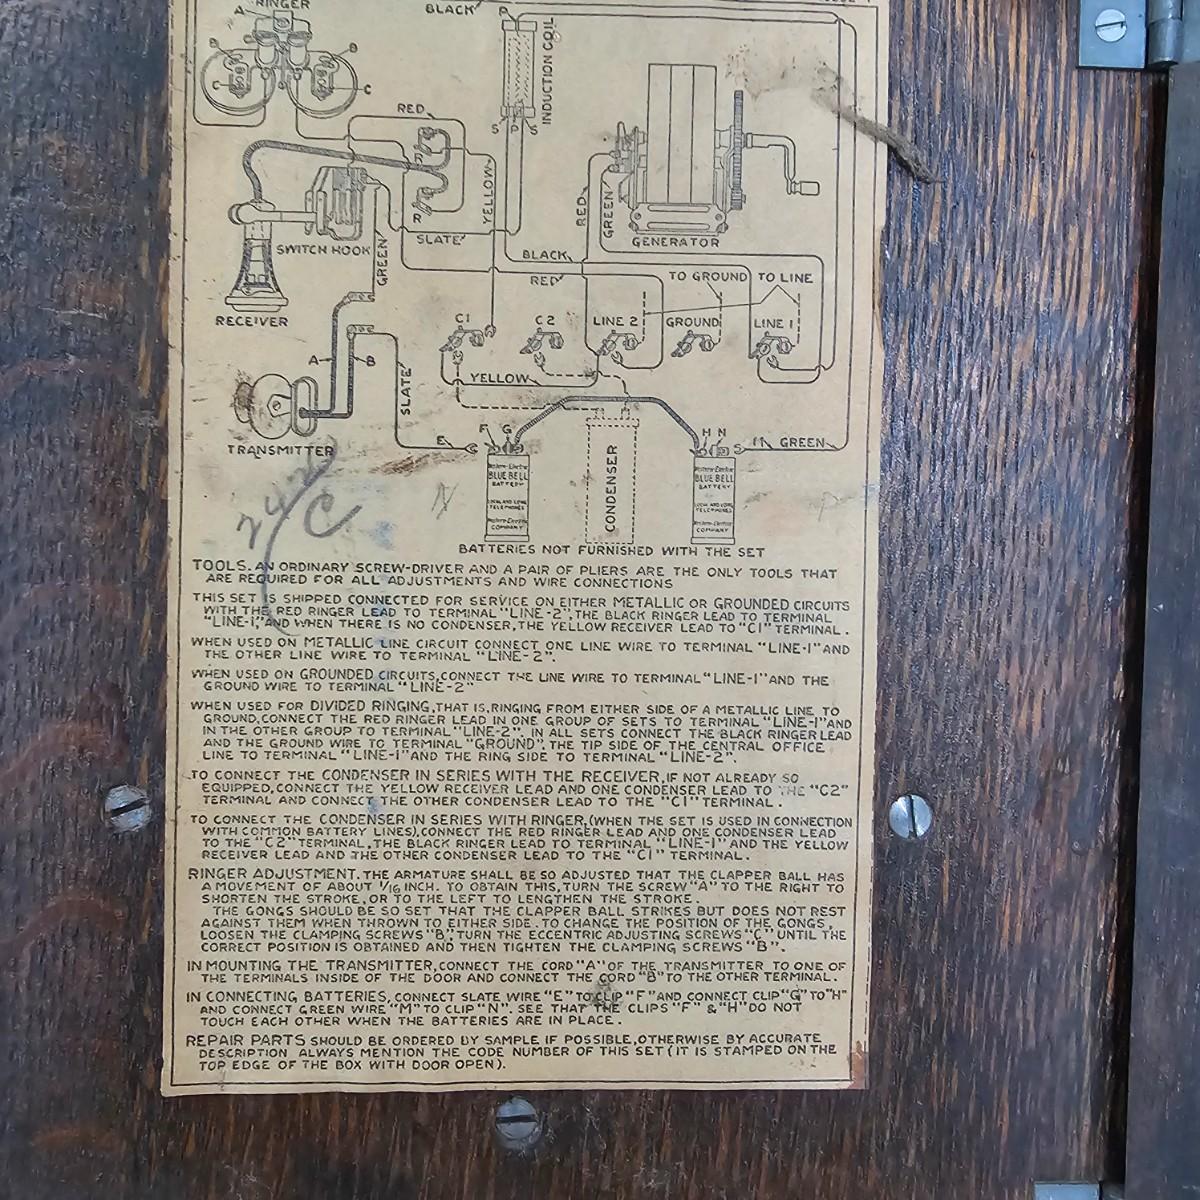 RINGER
A
BLACK
P
B
B
C
C
INDUCTION COIL
RED
S P S
R
R
YELLOW
RED
GREEN
SWITCH HOOK
GREEN
SLATE
GENERATOR
BLACK
RED
TO GROUND TO LINE
RECEIVER
C1
C2
LINE 2
GROUND
LINE 1
A
B
YELLOW
SLATE
TRANSMITTER
E
F
G
H N
M GREEN
CONDENSER
Western Electric
BLUE BELL
BATTERY
LOCAL AND LONG
TELEPHONES
Western Electric
COMPANY
Western Electric
BLUE BELL
BATTERY
Western Electric
COMPANY
C
BATTERIES NOT FURNISHED WITH THE SET
TOOLS. AN ORDINARY SCREW-DRIVER AND A PAIR OF PLIERS ARE THE ONLY TOOLS THAT
ARE REQUIRED FOR ALL ADJUSTMENTS AND WIRE CONNECTIONS
THIS SET IS SHIPPED CONNECTED FOR SERVICE ON EITHER METALLIC OR GROUNDED CIRCUITS
WITH THE RED RINGER LEAD TO TERMINAL "LINE-2", THE BLACK RINGER LEAD TO TERMINAL
"LINE-1," AND WHEN THERE IS NO CONDENSER, THE YELLOW RECEIVER LEAD TO "C1" TERMINAL.
WHEN USED ON METALLIC LINE CIRCUIT CONNECT ONE LINE WIRE TO TERMINAL "LINE-1" AND
THE OTHER LINE WIRE TO TERMINAL "LINE-2".
WHEN USED ON GROUNDED CIRCUITS, CONNECT THE LINE WIRE TO TERMINAL "LINE-1" AND THE
GROUND WIRE TO TERMINAL "LINE-2"
WHEN USED FOR DIVIDED RINGING, THAT IS, RINGING FROM EITHER SIDE OF A METALLIC LINE TO
GROUND, CONNECT THE RED RINGER LEAD IN ONE GROUP OF SETS TO TERMINAL "LINE-1" AND
IN THE OTHER GROUP TO TERMINAL "LINE-2". IN ALL SETS CONNECT THE BLACK RINGER LEAD
AND THE GROUND WIRE TO TERMINAL "GROUND", THE TIP SIDE OF THE CENTRAL OFFICE
LINE TO TERMINAL "LINE-1" AND THE RING SIDE TO TERMINAL "LINE-2".
TO CONNECT THE CONDENSER IN SERIES WITH THE RECEIVER, IF NOT ALREADY SO
EQUIPPED, CONNECT THE YELLOW RECEIVER LEAD AND ONE CONDENSER LEAD TO THE "C2"
TERMINAL AND CONNECT THE OTHER CONDENSER LEAD TO THE "C1" TERMINAL.
TO CONNECT THE CONDENSER IN SERIES WITH RINGER, (WHEN THE SET IS USED IN CONNECTION
WITH COMMON BATTERY LINES), CONNECT THE RED RINGER LEAD AND ONE CONDENSER LEAD
TO THE "C2" TERMINAL, THE BLACK RINGER LEAD TO TERMINAL "LINE-1" AND THE YELLOW
RECEIVER LEAD AND THE OTHER CONDENSER LEAD TO THE "C1" TERMINAL.
RINGER ADJUSTMENT. THE ARMATURE SHALL BE SO ADJUSTED THAT THE CLAPPER BALL HAS
A MOVEMENT OF ABOUT 1/16 INCH. TO OBTAIN THIS, TURN THE SCREW "A" TO THE RIGHT TO
SHORTEN THE STROKE, OR TO THE LEFT TO LENGTHEN THE STROKE.
THE GONGS SHOULD BE SO SET THAT THE CLAPPER BALL STRIKES BUT DOES NOT REST
AGAINST THEM WHEN THROWN TO EITHER SIDE. TO CHANGE THE POSITION OF THE GONGS,
LOOSEN THE CLAMPING SCREWS "B", TURN THE ECCENTRIC ADJUSTING SCREWS "C", UNTIL THE
CORRECT POSITION IS OBTAINED AND THEN TIGHTEN THE CLAMPING SCREWS "B".
IN MOUNTING THE TRANSMITTER, CONNECT THE CORD "A" OF THE TRANSMITTER TO ONE OF
THE TERMINALS INSIDE OF THE DOOR AND CONNECT THE CORD "B" TO THE OTHER TERMINAL.
IN CONNECTING BATTERIES, CONNECT SLATE WIRE "E" TO CLIP "F" AND CONNECT CLIP "G" TO "H"
AND CONNECT GREEN WIRE "M" TO CLIP "N". SEE THAT THE CLIPS "F" & "H" DO NOT
TOUCH EACH OTHER WHEN THE BATTERIES ARE IN PLACE.
REPAIR PARTS SHOULD BE ORDERED BY SAMPLE IF POSSIBLE, OTHERWISE BY ACCURATE
DESCRIPTION ALWAYS MENTION THE CODE NUMBER OF THIS SET (IT IS STAMPED ON THE
TOP EDGE OF THE BOX WITH DOOR OPEN).